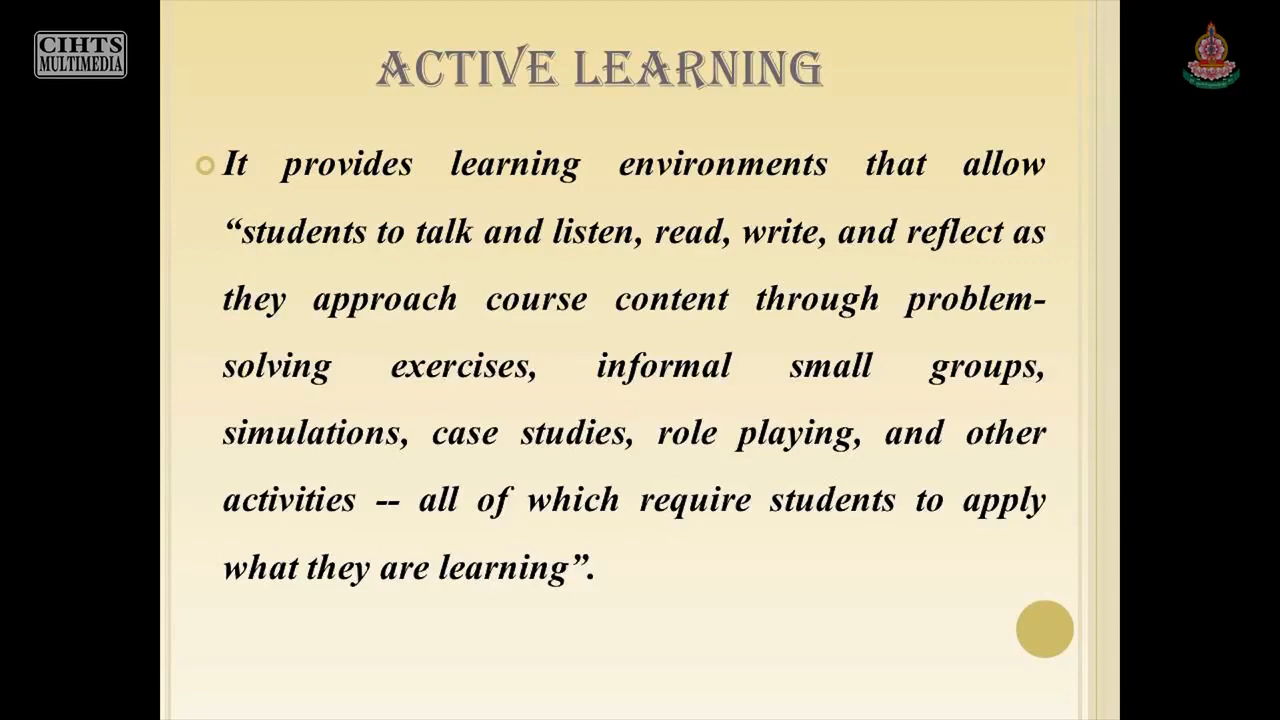 CIHTS
MULTIMEDIA
ACTIVE LEARNING
It provides learning environments that allow
“students to talk and listen, read, write, and reflect as
they approach course content through problem-
solving exercises, informal small groups,
simulations, case studies, role playing, and other
activities -- all of which require students to apply
what they are learning”.